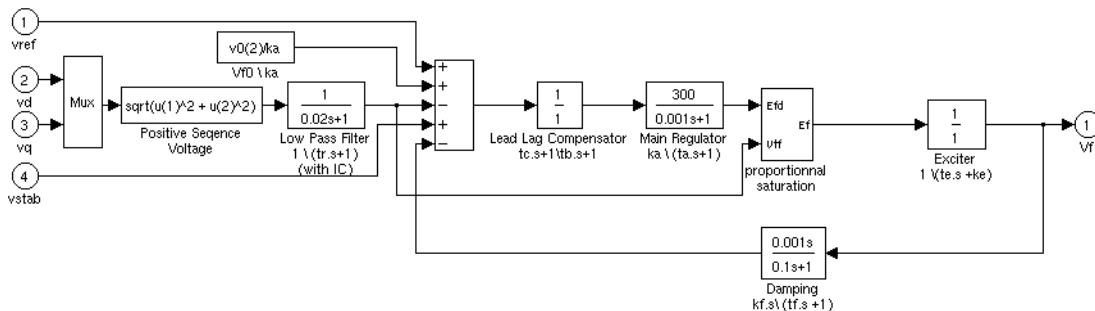 1
vref
v0(2)/ka
Vf0 \ ka
2
vd
3
vq
Mux
sqrt(u(1)^2 + u(2)^2)
Positive Seqence
Voltage
1
0.02s+1
Low Pass Filter
1 \ (tr.s+1)
(with IC)
4
vstab
+
+
−
+
−
1
1
Lead Lag Compensator
tc.s+1\tb.s+1
300
0.001s+1
Main Regulator
ka \ (ta.s+1)
Efd
Ef
Vtf
proportionnal
saturation
1
1
Exciter
1 \(te.s +ke)
1
Vf
0.001s
0.1s+1
Damping
kf.s\ (tf.s +1)